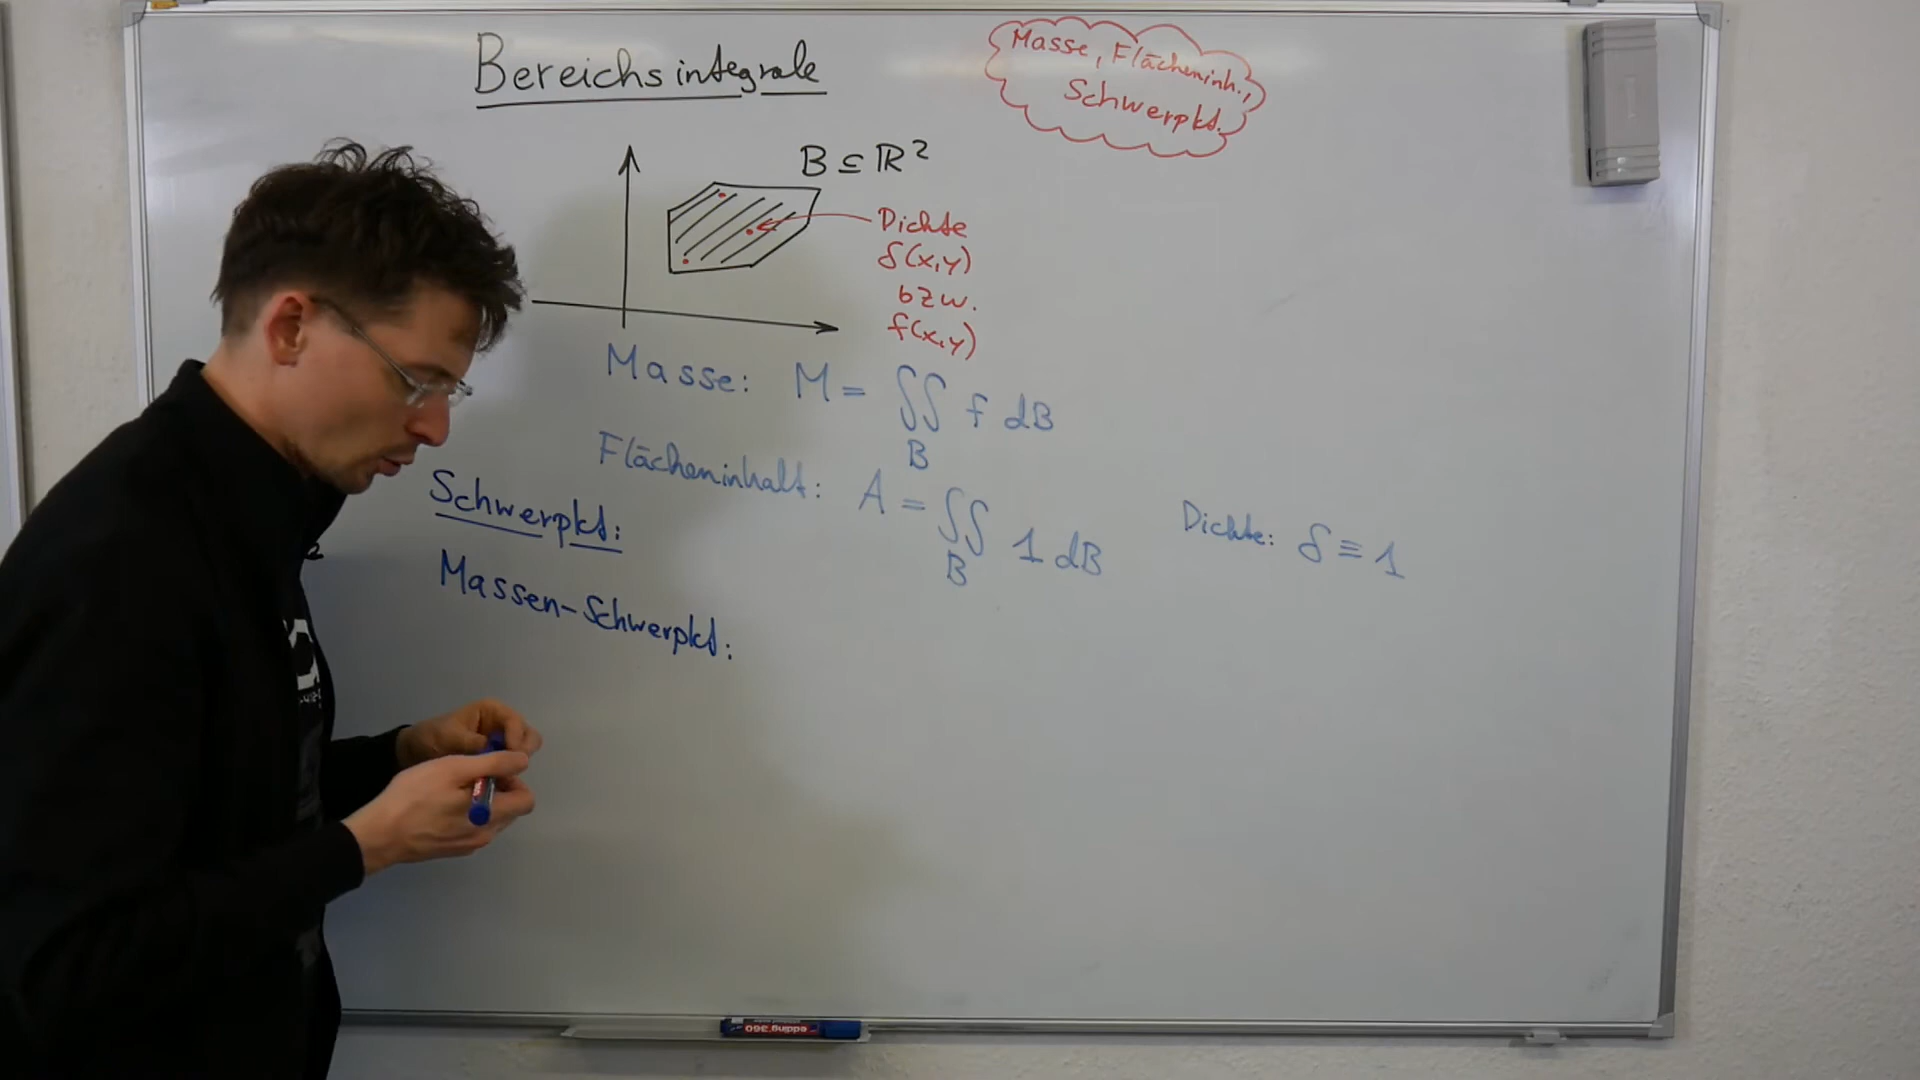 Bereichsintegrale
Masse, Flächeninh.,
Schwerpkt.
B ⊆ ℝ²
Dichte
δ(x,y)
bzw.
f(x,y)
Masse: M = ∬_B f dB
Flächeninhalt: A = ∬_B 1 dB
Dichte: δ ≡ 1
Schwerpkt:
Massen-Schwerpkt:
edding 360